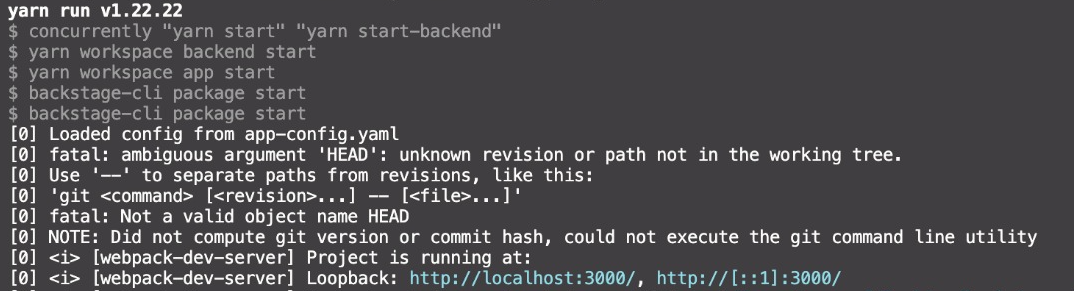 yarn run v1.22.22
$ concurrently "yarn start" "yarn start-backend"
$ yarn workspace backend start
$ yarn workspace app start
$ backstage-cli package start
$ backstage-cli package start
[0] Loaded config from app-config.yaml
[0] fatal: ambiguous argument 'HEAD': unknown revision or path not in the working tree.
[0] Use '--' to separate paths from revisions, like this:
[0] 'git <command> [<revision>...] -- [<file>...]'
[0] fatal: Not a valid object name HEAD
[0] NOTE: Did not compute git version or commit hash, could not execute the git command line utility
[0] <i> [webpack-dev-server] Project is running at:
[0] <i> [webpack-dev-server] Loopback: http://localhost:3000/, http://[::1]:3000/